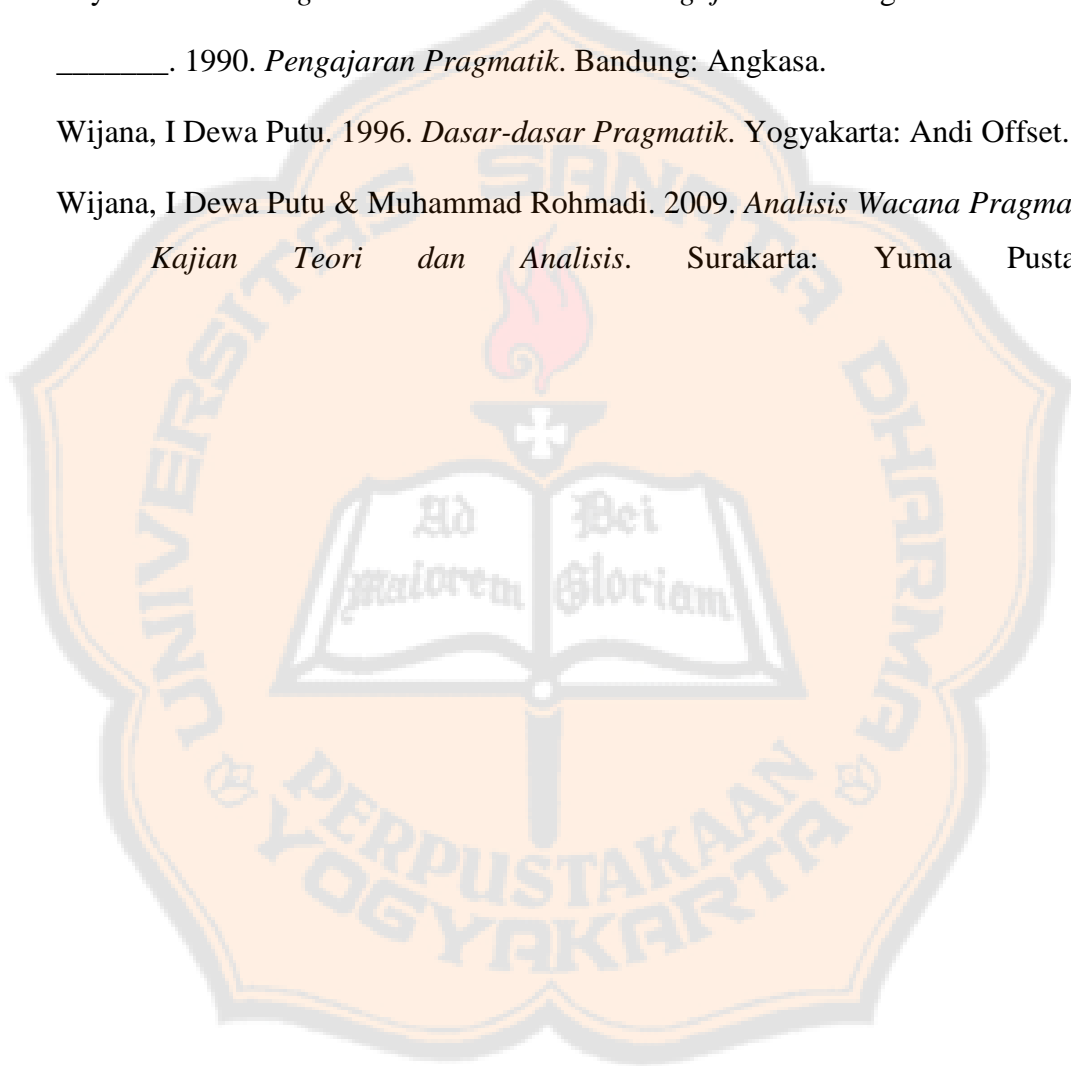 _______. 1990. Pengajaran Pragmatik. Bandung: Angkasa.
Wijana, I Dewa Putu. 1996. Dasar-dasar Pragmatik. Yogyakarta: Andi Offset.
Wijana, I Dewa Putu & Muhammad Rohmadi. 2009. Analisis Wacana Pragma
Kajian Teori dan Analisis. Surakarta: Yuma Pusta
UNIVERSITAS SANATA DHARMA
Ad Dei
Maiorem Gloriam
PERPUSTAKAAN
YOGYAKARTA